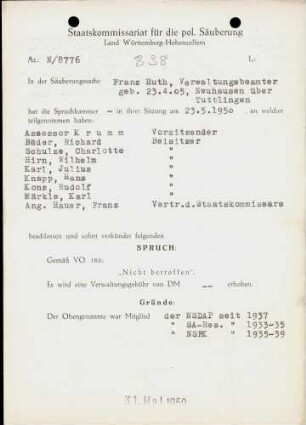 Staatskommissariat für die pol. Säuberung
Land Württemberg-Hohenzollern
Az. K/8776 838 L.
In der Säuberungssache Franz Huth, Verwaltungsbeamter
geb. 23.4.05, Neuhausen über
Tuttlingen
hat die Spruchkammer – in ihrer Sitzung am 23.5.1950 , an welcher
teilgenommen haben:
Assessor K r u m m Vorsitzender
Bäder, Richard Beisitzer
Schulze, Charlotte "
Hirn, Wilhelm "
Karl, Julius "
Knapp, Hans "
Kons, Rudolf "
Märkle, Karl "
Ang. Hauer, Franz Vertr.d.Staatskommissars
beschlossen und sofort verkündet folgenden
SPRUCH:
Gemäß VO. 165:
„Nicht betroffen".
Es wird eine Verwaltungsgebühr von DM -- erhoben.
Gründe:
Der Obengenannte war Mitglied der NSDAP seit 1937
" SA-Res. " 1933-35
" NSFK " 1935-39
31. Mai 1950